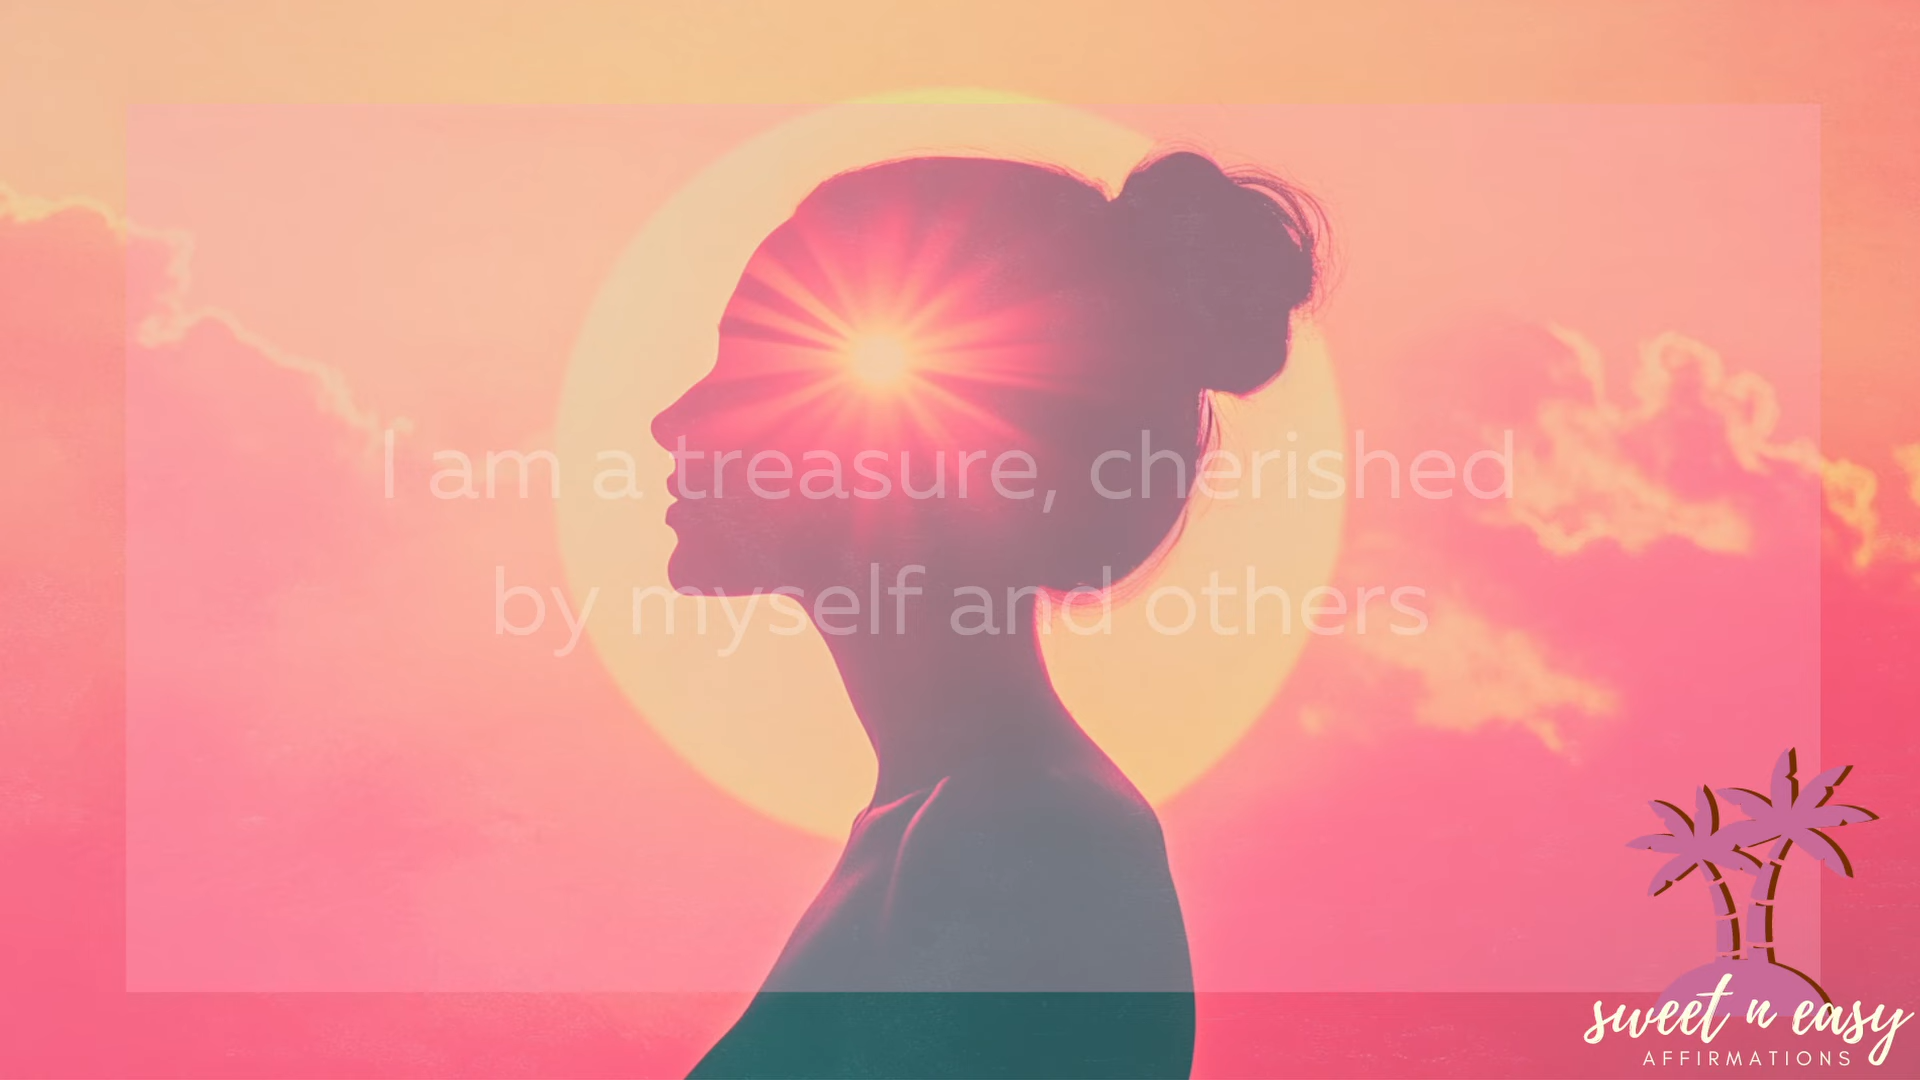 I am a treasure, cherished
by myself and others
sweet n easy
AFFIRMATIONS